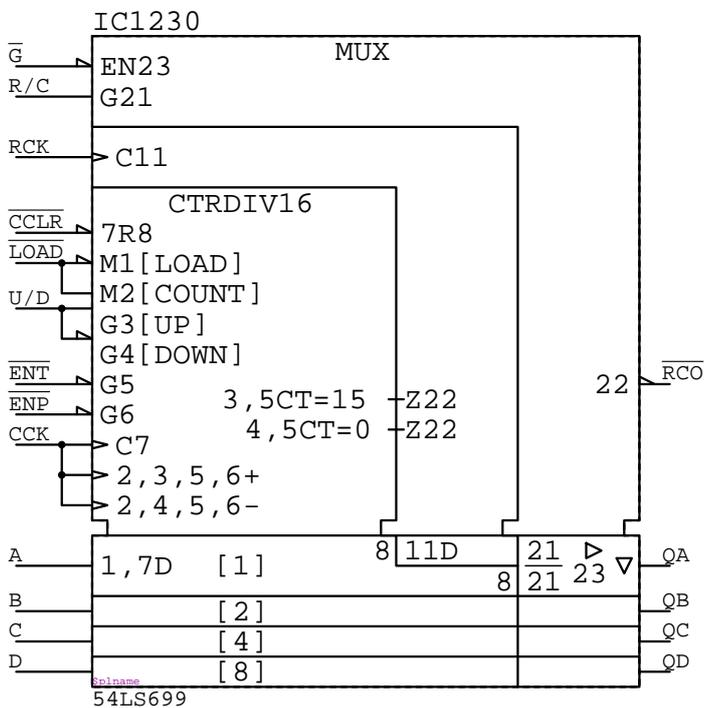 IC1230
MUX
G
EN23
R/C
G21
RCK
C11
CTRDIV16
CCLR
7R8
LOAD
M1[LOAD]
M2[COUNT]
U/D
G3[UP]
G4[DOWN]
ENT
G5
22
RCO
3,5CT=15
Z22
ENP
G6
4,5CT=0
Z22
CCK
C7
2,3,5,6+
2,4,5,6-
A
1,7D
[1]
8
11D
8
21
21
23
QA
B
[2]
QB
C
[4]
QC
D
[8]
QD
Splname
54LS699